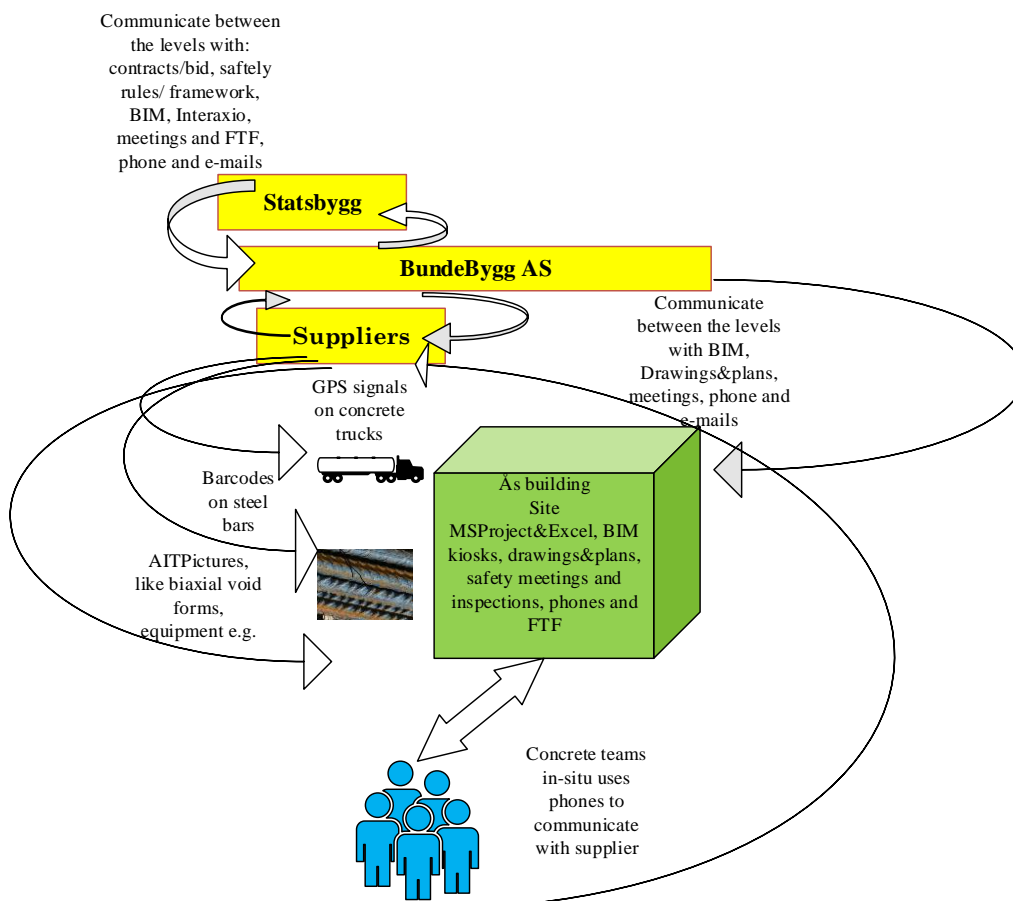 Communicate between
the levels with:
contracts/bid, saftely
rules/ framework,
BIM, Interaxio,
meetings and FTF,
phone and e-mails
Statsbygg
BundeBygg AS
Suppliers
Communicate
between the levels
with BIM,
Drawings&plans,
meetings, phone and
e-mails
GPS signals
on concrete
trucks
Barcodes
on steel
bars
AITPictures,
like biaxial void
forms,
equipment e.g.
Ås building
Site
MSProject&Excel, BIM
kiosks, drawings&plans,
safety meetings and
inspections, phones and
FTF
Concrete teams
in-situ uses
phones to
communicate
with supplier